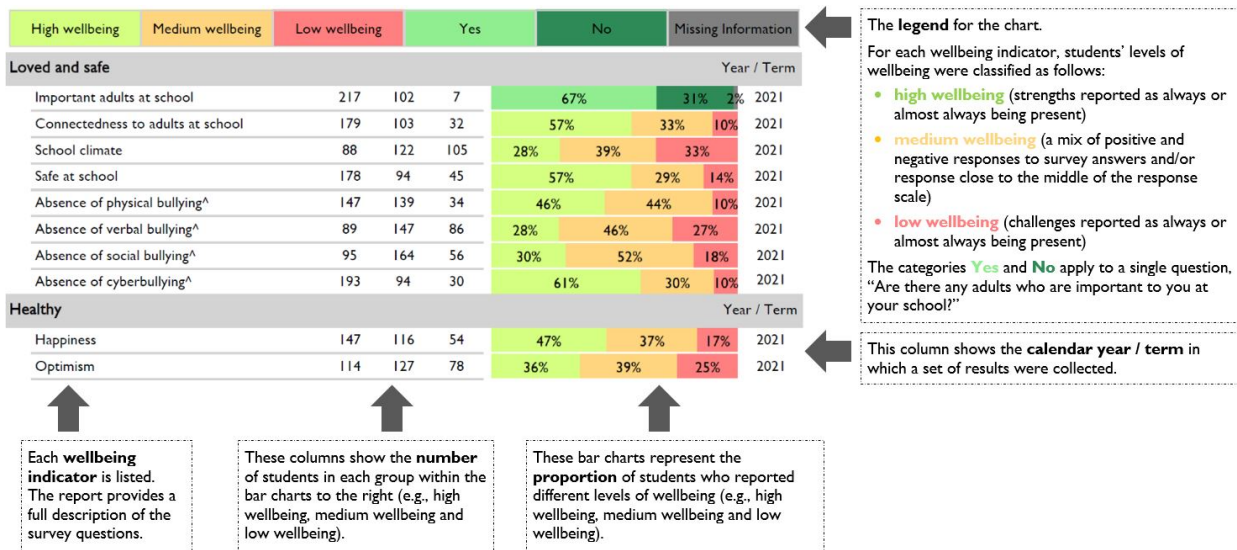 High wellbeing Medium wellbeing Low wellbeing Yes No Missing Information
Loved and safe Year / Term
Important adults at school 217 102 7 67% 31% 2% 2021
Connectedness to adults at school 179 103 32 57% 33% 10% 2021
School climate 88 122 105 28% 39% 33% 2021
Safe at school 178 94 45 57% 29% 14% 2021
Absence of physical bullying^ 147 139 34 46% 44% 10% 2021
Absence of verbal bullying^ 89 147 86 28% 46% 27% 2021
Absence of social bullying^ 95 164 56 30% 52% 18% 2021
Absence of cyberbullying^ 193 94 30 61% 30% 10% 2021
Healthy Year / Term
Happiness 147 116 54 47% 37% 17% 2021
Optimism 114 127 78 36% 39% 25% 2021
The legend for the chart.
For each wellbeing indicator, students' levels of
wellbeing were classified as follows:
• high wellbeing (strengths reported as always or
almost always being present)
• medium wellbeing (a mix of positive and
negative responses to survey answers and/or
response close to the middle of the response
scale)
• low wellbeing (challenges reported as always or
almost always being present)
The categories Yes and No apply to a single question,
"Are there any adults who are important to you at
your school?"
This column shows the calendar year / term in
which a set of results were collected.
Each wellbeing
indicator is listed.
The report provides a
full description of the
survey questions.
These columns show the number
of students in each group within the
bar charts to the right (e.g., high
wellbeing, medium wellbeing and
low wellbeing).
These bar charts represent the
proportion of students who reported
different levels of wellbeing (e.g., high
wellbeing, medium wellbeing and low
wellbeing).